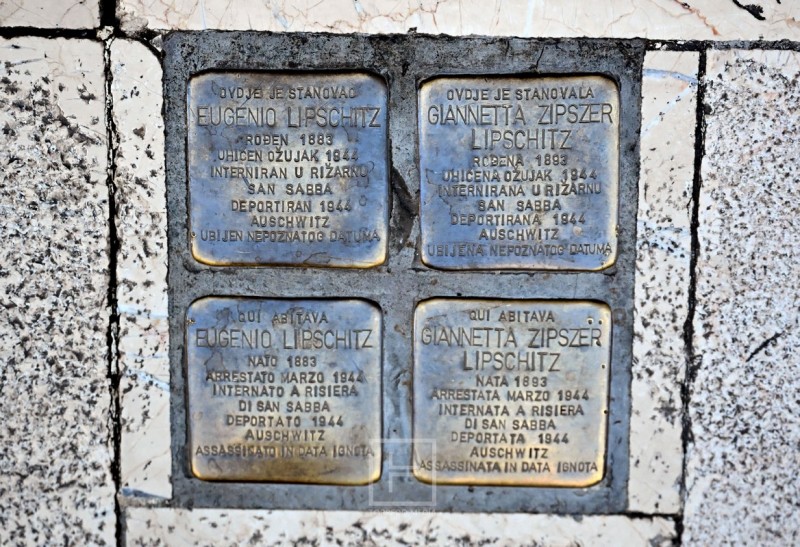 OVDJE JE STANOVAO
EUGENIO LIPSCHITZ
ROĐEN 1883
UHIĆEN OŽUJAK 1944
INTERNIRAN U RIŽARNU
SAN SABBA
DEPORTIRAN 1944
AUSCHWITZ
UBIJEN NEPOZNATOG DATUMA
OVDJE JE STANOVALA
GIANNETTA ZIPSZER
LIPSCHITZ
ROĐENA 1893
UHIĆENA OŽUJAK 1944
INTERNIRANA U RIŽARNU
SAN SABBA
DEPORTIRANA 1944
AUSCHWITZ
UBIJENA NEPOZNATOG DATUMA
QUI ABITAVA
EUGENIO LIPSCHITZ
NATO 1883
ARRESTATO MARZO 1944
INTERNATO A RISIERA
DI SAN SABBA
DEPORTATO 1944
AUSCHWITZ
ASSASSINATO IN DATA IGNOTA
QUI ABITAVA
GIANNETTA ZIPSZER
LIPSCHITZ
NATA 1893
ARRESTATA MARZO 1944
INTERNATA A RISIERA
DI SAN SABBA
DEPORTATA 1944
AUSCHWITZ
ASSASSINATA IN DATA IGNOTA